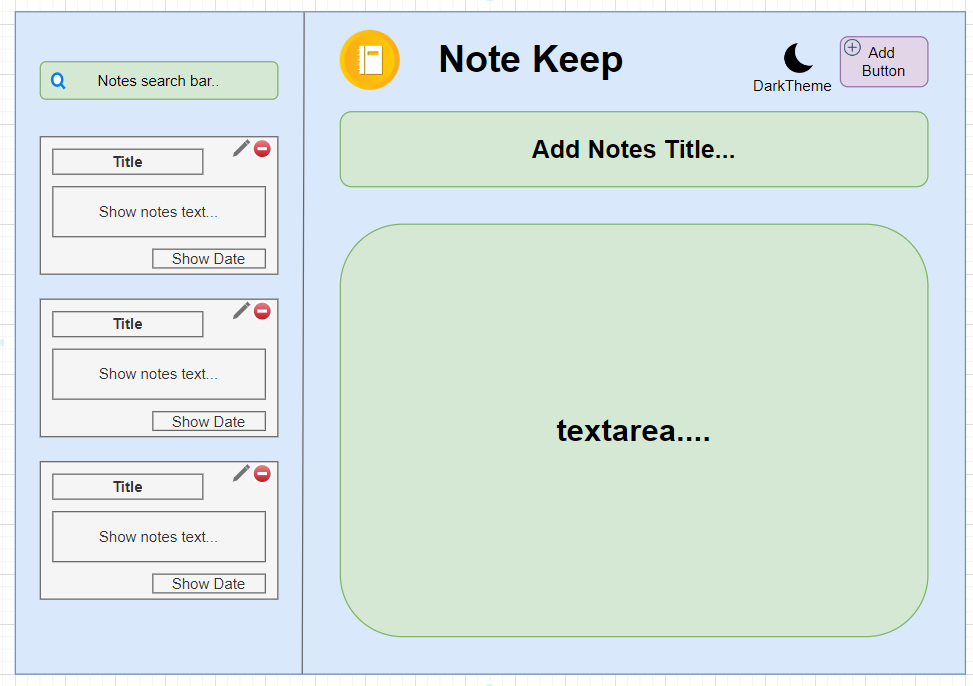 Notes search bar..
Title
Show notes text...
Show Date
Title
Show notes text...
Show Date
Title
Show notes text...
Show Date
Note Keep
DarkTheme
Add
Button
Add Notes Title...
textarea....